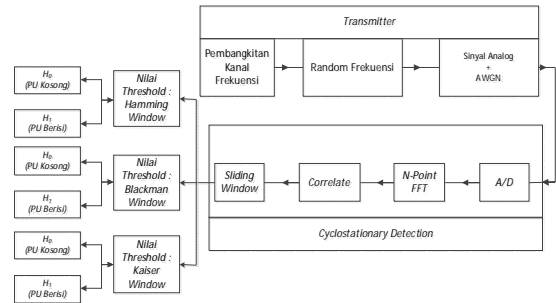 Transmitter
Pembangkitan
Kanal
Frekuensi
Random Frekuensi
Sinyal Analog
+
AWGN
H₀
(PU Kosong)
H₁
(PU Berisi)
Nilai
Threshold :
Hamming
Window
H₀
(PU Kosong)
H₁
(PU Berisi)
Nilai
Threshold :
Blackman
Window
H₀
(PU Kosong)
H₁
(PU Berisi)
Nilai
Threshold :
Kaiser
Window
Sliding
Window
Correlate
N-Point
FFT
A/D
Cyclostationary Detection